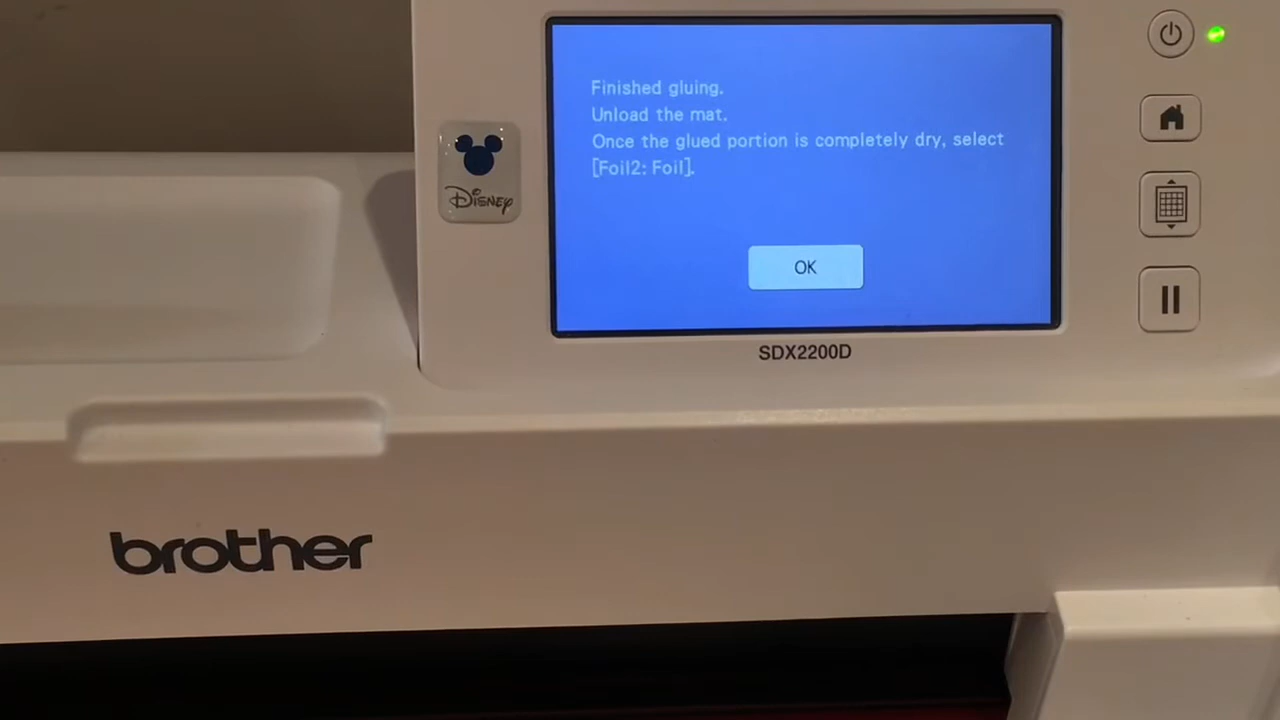 Finished gluing.
Unload the mat.
Once the glued portion is completely dry, select
[Foil2: Foil].
OK
Disney
SDX2200D
brother